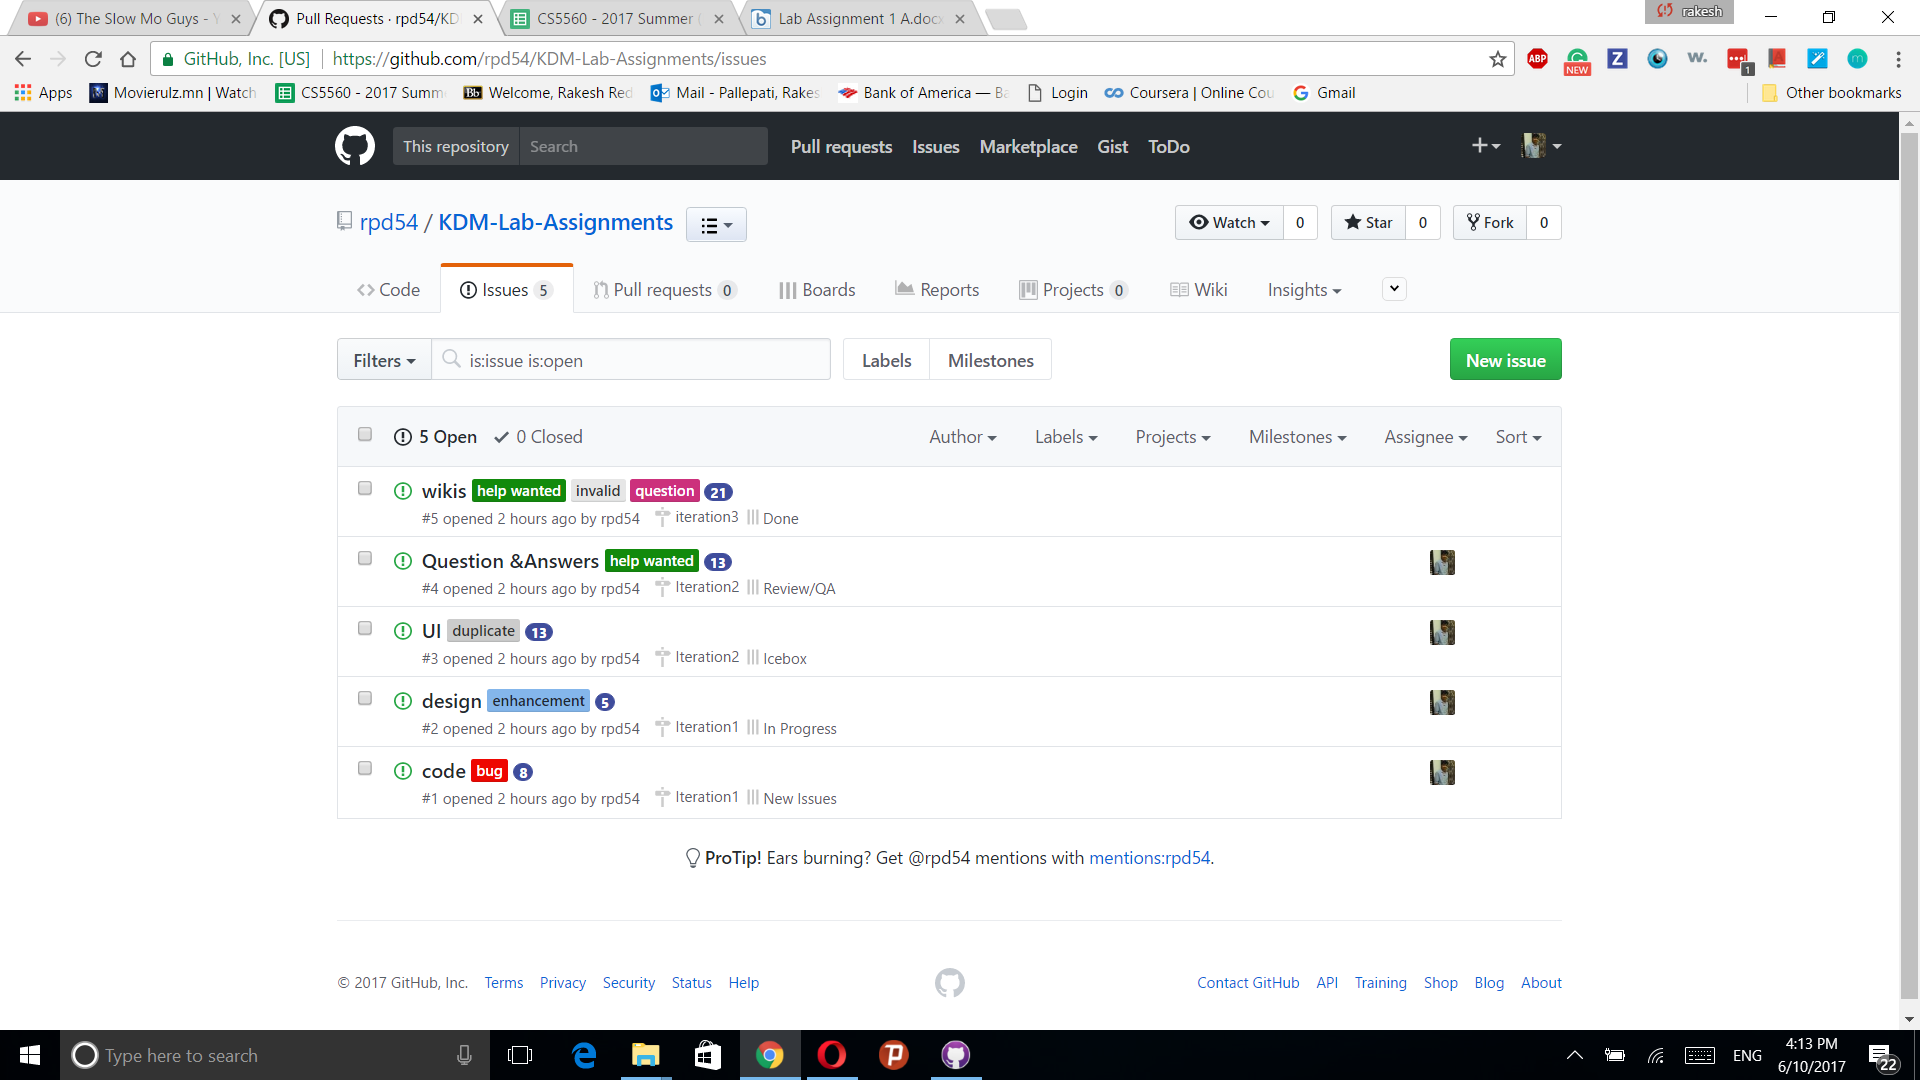 (6) The Slow Mo Guys - Y
Pull Requests · rpd54/KD
CS5560 - 2017 Summer
Lab Assignment 1 A.docx
rakesh
GitHub, Inc. [US] https://github.com/rpd54/KDM-Lab-Assignments/issues
ABP NEW Z w. 1 m
Apps Movierulz.mn | Watch CS5560 - 2017 Summ Bb Welcome, Rakesh Red Mail - Pallepati, Rakes Bank of America — Ba Login Coursera | Online Cou Gmail Other bookmarks
This repository Search Pull requests Issues Marketplace Gist ToDo
rpd54 / KDM-Lab-Assignments Watch 0 Star 0 Fork 0
Code Issues 5 Pull requests 0 Boards Reports Projects 0 Wiki Insights
Filters is:issue is:open Labels Milestones New issue
5 Open 0 Closed Author Labels Projects Milestones Assignee Sort
wikis help wanted invalid question 21
#5 opened 2 hours ago by rpd54 iteration3 Done
Question &Answers help wanted 13
#4 opened 2 hours ago by rpd54 Iteration2 Review/QA
UI duplicate 13
#3 opened 2 hours ago by rpd54 Iteration2 Icebox
design enhancement 5
#2 opened 2 hours ago by rpd54 Iteration1 In Progress
code bug 8
#1 opened 2 hours ago by rpd54 Iteration1 New Issues
ProTip! Ears burning? Get @rpd54 mentions with mentions:rpd54.
© 2017 GitHub, Inc. Terms Privacy Security Status Help Contact GitHub API Training Shop Blog About
Type here to search
ENG
4:13 PM
6/10/2017
22